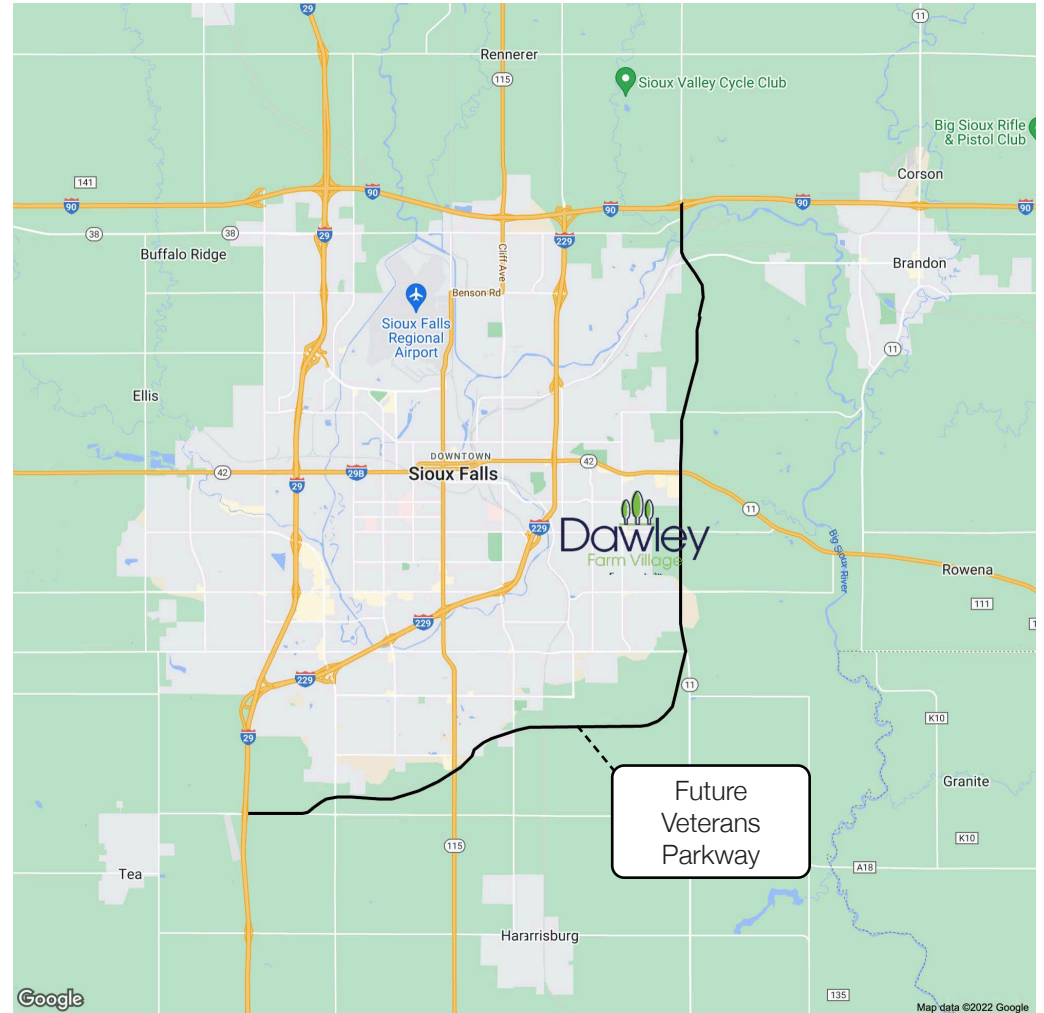 29
11
Rennerer
115
Sioux Valley Cycle Club
Big Sioux Rifle
& Pistol Club
Corson
141
90
90
90
90
90
38
38
29
229
Buffalo Ridge
Cliff Ave
Brandon
Benson Rd
Sioux Falls
Regional
Airport
11
Ellis
DOWNTOWN
Sioux Falls
42
29B
42
29
11
229
Dawley
Farm Village
Big Sioux River
Rowena
111
1
229
229
11
29
K10
Future
Veterans
Parkway
Granite
K10
115
A18
Tea
Hararrisburg
135
Google
Map data ©2022 Google